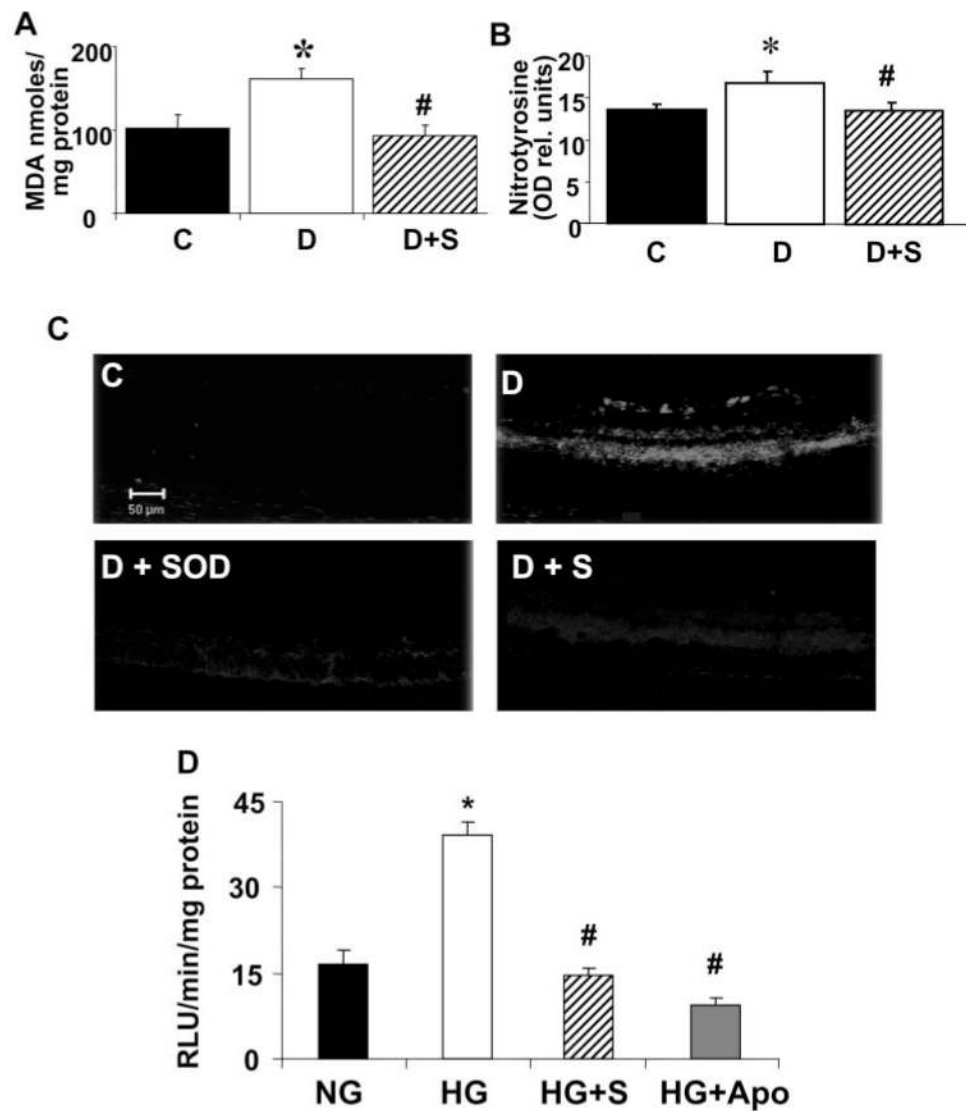 A
MDA nmoles/
mg protein
200
100
0
*
#
C D D+S
B
Nitrotyrosine
(OD rel. units)
20
15
10
5
0
*
#
C D D+S
C
C
50 µm
D
D + SOD
D + S
D
RLU/min/mg protein
45
30
15
0
*
#
#
NG HG HG+S HG+Apo